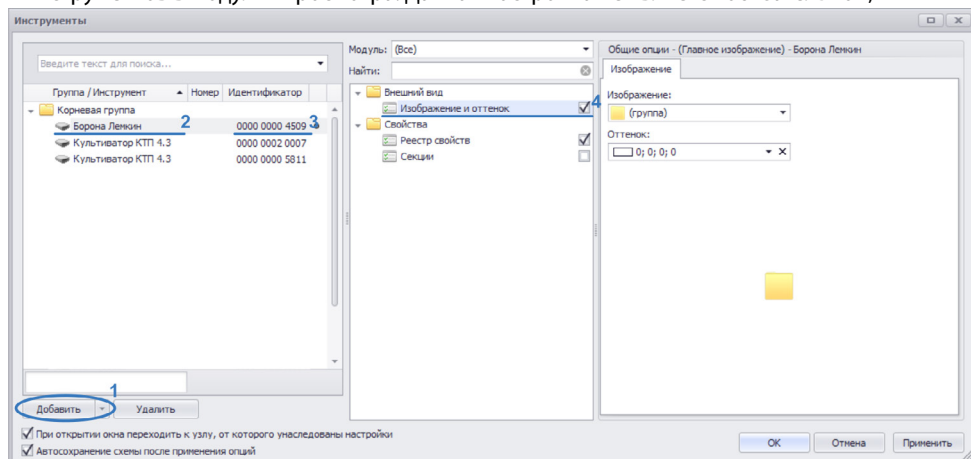 Инструменты
Введите текст для поиска...
Группа / Инструмент Номер Идентификатор
Корневая группа
Борона Лемкин 2 0000 0000 4509 3
Культиватор КТП 4.3 0000 0002 0007
Культиватор КТП 4.3 0000 0000 5811
1
Добавить Удалить
При открытии окна переходить к узлу, от которого унаследованы настройки
Автосохранение схемы после применения опций
Модуль: (Все)
Найти:
Внешний вид
Изображение и оттенок 4
Свойства
Реестр свойств
Секции
Общие опции - (Главное изображение) - Борона Лемкин
Изображение
Изображение:
(группа)
Оттенок:
0; 0; 0; 0
ОК Отмена Применить